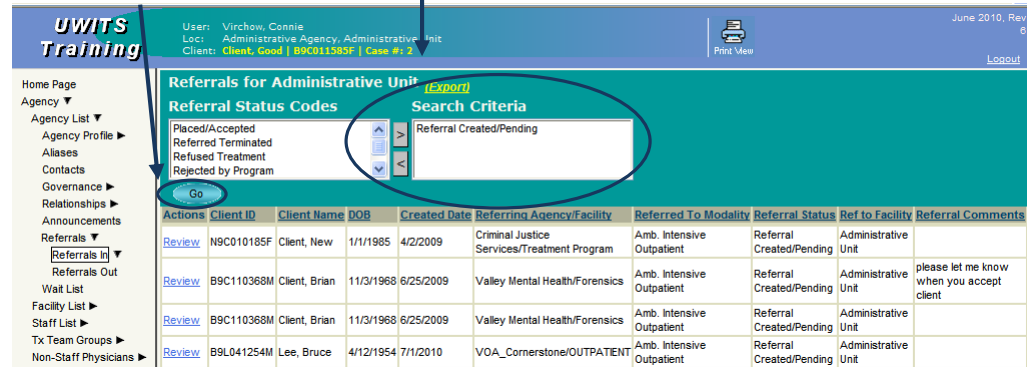 UWITS
Training
User: Virchow, Connie
Loc: Administrative Agency, Administrative Unit
Client: Client, Good | B9C011585F | Case #: 2
Print View
June 2010, Rev
6
Logout
Home Page
Agency ▼
Agency List ▼
Agency Profile ►
Aliases
Contacts
Governance ►
Relationships ►
Announcements
Referrals ▼
Referrals In ▼
Referrals Out
Wait List
Facility List ►
Staff List ►
Tx Team Groups ►
Non-Staff Physicians ►
Referrals for Administrative Unit (Export)
Referral Status Codes Search Criteria
Placed/Accepted
Referred Terminated
Refused Treatment
Rejected by Program
>
<
Referral Created/Pending
Go
Actions Client ID Client Name DOB Created Date Referring Agency/Facility Referred To Modality Referral Status Ref to Facility Referral Comments
Review N9C010185F Client, New 1/1/1985 4/2/2009 Criminal Justice Services/Treatment Program Amb. Intensive Outpatient Referral Created/Pending Administrative Unit
Review B9C110368M Client, Brian 11/3/1968 6/25/2009 Valley Mental Health/Forensics Amb. Intensive Outpatient Referral Created/Pending Administrative Unit please let me know when you accept client
Review B9C110368M Client, Brian 11/3/1968 6/25/2009 Valley Mental Health/Forensics Amb. Intensive Outpatient Referral Created/Pending Administrative Unit
Review B9L041254M Lee, Bruce 4/12/1954 7/1/2010 VOA_Cornerstone/OUTPATIENT Amb. Intensive Outpatient Referral Created/Pending Administrative Unit